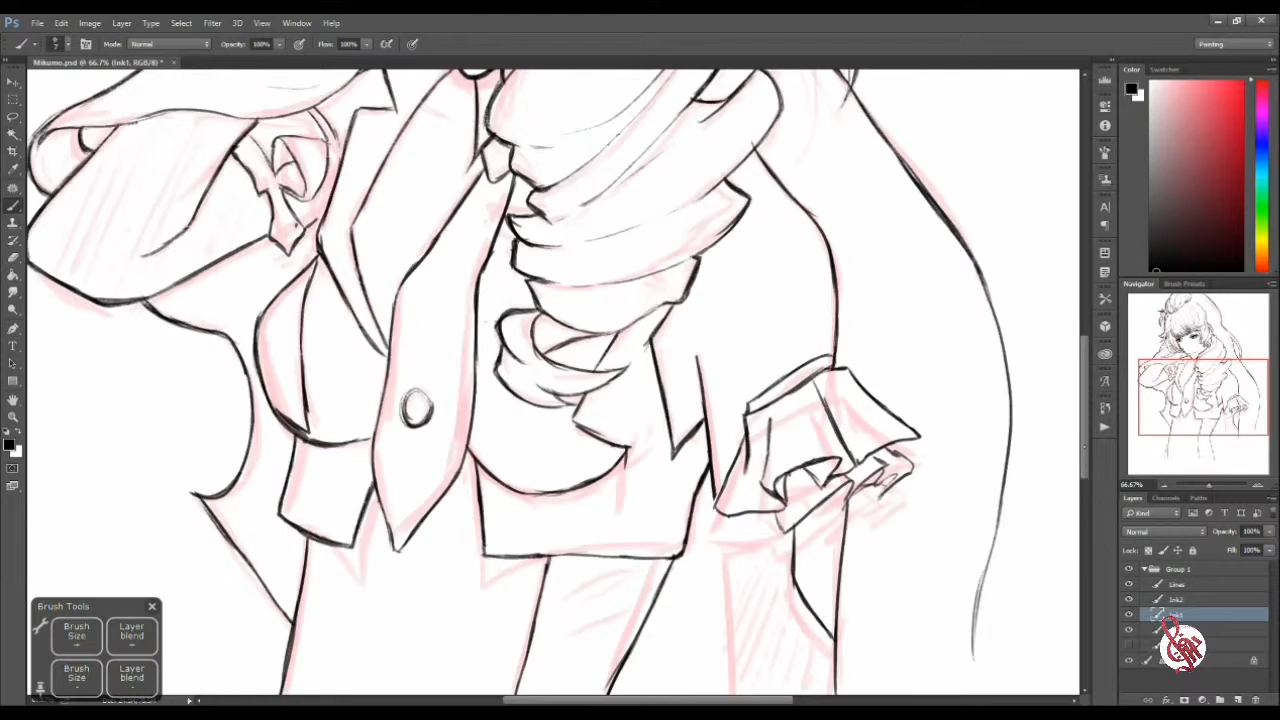 Ps File Edit Image Layer Type Select Filter 3D View Window Help
7 Mode: Normal Opacity: 100% Flow: 100% Painting
Mikumo.psd @ 66.7% (Ink1, RGB/8) *
Color Swatches
Navigator Brush Presets
66.67%
Layers Channels Paths
Kind
Normal Opacity: 100%
Lock: Fill: 100%
Group 1
Lines
Ink2
Ink1
Brush Tools
Brush Size +
Layer blend -
Brush Size -
Layer blend -